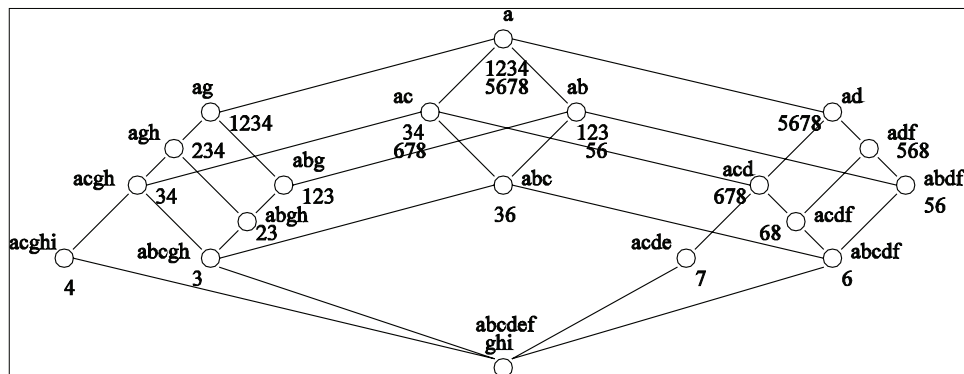 a
1234
5678
ag
1234
ac
34
678
ab
123
56
ad
5678
agh
234
adf
568
acgh
34
abg
123
abc
36
acd
678
abdf
56
abgh
23
acdf
68
acghi
4
abcgh
3
acde
7
abcdf
6
abcdef
ghi